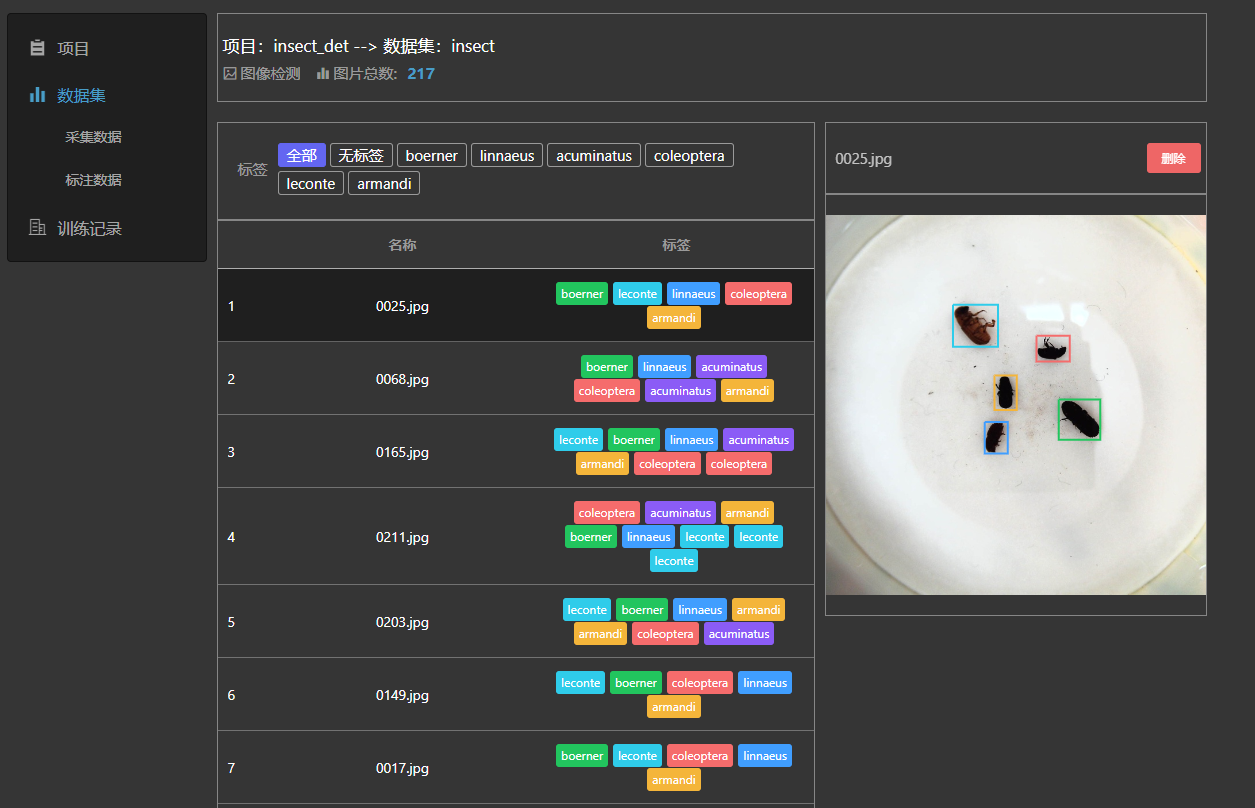 项目
数据集
采集数据
标注数据
训练记录
项目：insect_det --> 数据集：insect
图像检测 图片总数: 217
标签 全部 无标签 boerner linnaeus acuminatus coleoptera
leconte armandi
名称 标签
1 0025.jpg boerner leconte linnaeus coleoptera
armandi
2 0068.jpg boerner linnaeus acuminatus
coleoptera acuminatus armandi
3 0165.jpg leconte boerner linnaeus acuminatus
armandi coleoptera coleoptera
4 0211.jpg coleoptera acuminatus armandi
boerner linnaeus leconte leconte
leconte
5 0203.jpg leconte boerner linnaeus armandi
armandi coleoptera acuminatus
6 0149.jpg leconte boerner coleoptera linnaeus
armandi
7 0017.jpg boerner leconte coleoptera linnaeus
armandi
0025.jpg 删除